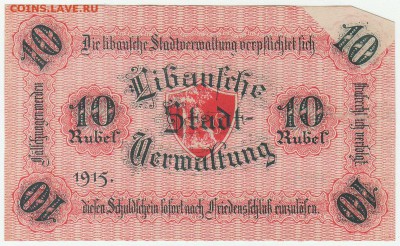 COINS.LAVE.RU
10
10
Die libausche Stadtverwaltung verpflichtet sich
Libausche
10
Rubel
Stadt-
10
Rubel
Verwaltung
1915.
diesen Schuldschein sofort nach Friedensschluß einzulösen.
10
10